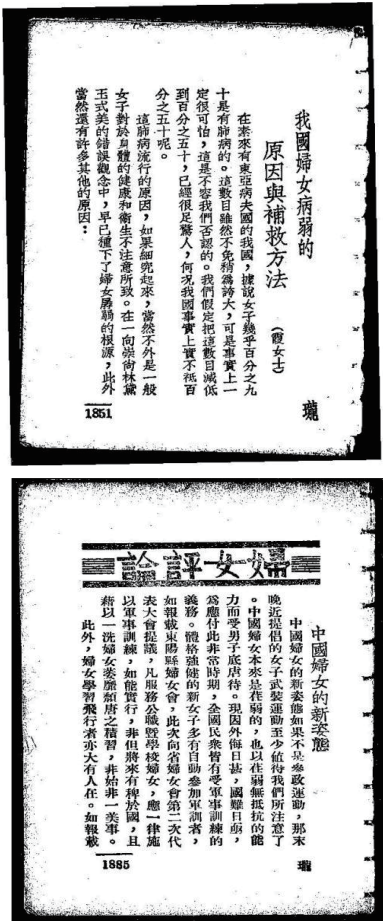 我國婦女病弱的
原因與補救方法
(霞女士)
瓏
在素來有東亞病夫國的我國，據說女子幾乎百分之九
十是有肺病的。這數目雖然不免稍為誇大，可是事實上一
定很可怕，這是不容我們否認的。我們假定把這數目減低
到百分之五十，已經很足驚人，何况我國事實上實不祗百
分之五十呢。
這肺病流行的原因，如果細究起來，當然不外是一般
女子對於身體的健康和衞生不注意所致。在一向崇尚林黛
玉式美的錯誤觀念中，早已種下了婦女孱弱的根源，此外
當然還有許多其他的原因：
1851
婦女評論
中國婦女的新姿態
瓏
中國婦女的新姿態如果不是參政運動，那末
晚近提倡的女子武裝運動至少值得我們所注意了
。中國婦女本來是在弱的，也以在弱無抵抗的能
力而受男子底虐待。現因外侮日甚，國難日亟，
為應付此非常時期，全國民衆皆有受軍事訓練的
義務。體格強健的新女子多有自動參加軍訓者，
如報載東陽縣婦女會，此次向省婦女會第二次代
表大會提議，凡服務公職暨學校婦女，應一律施
以軍事訓練，如能實行，非但將來有裨於國，且
藉以一洗婦女萎靡頹唐之積習，非始非一美事。
此外，婦女學習飛行者亦大有人在。如報載
1885